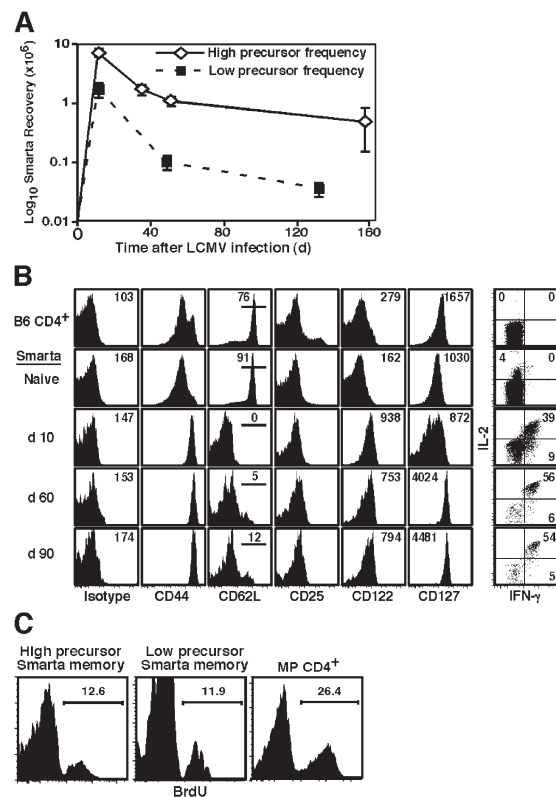 A
Log10 Smarta Recovery (x10⁶)
10
1
0.1
0.01
High precursor frequency
Low precursor frequency
0 40 80 120 160
Time after LCMV infection (d)
B
B6 CD4⁺ 103 76 279 1657 0 0
Smarta
Naive 168 91 162 1030 4 0
d 10 147 0 938 872 39 9
d 60 153 5 753 4024 56 6
d 90 174 12 794 4481 54 5
IL-2
Isotype CD44 CD62L CD25 CD122 CD127 IFN-γ
C
High precursor Smarta memory
Low precursor Smarta memory
MP CD4⁺
12.6 11.9 26.4
BrdU